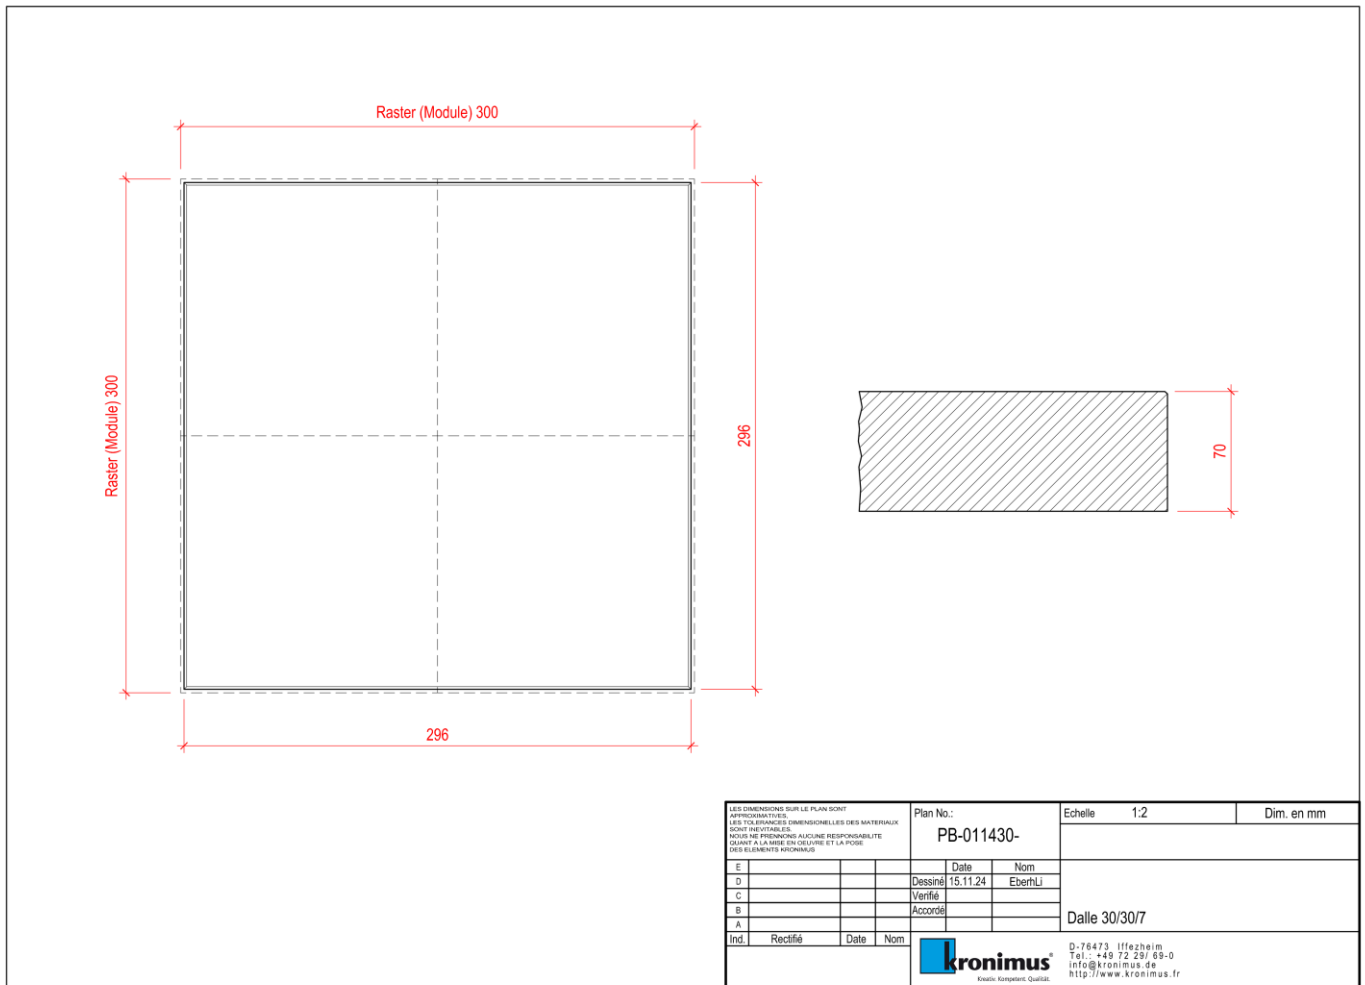 Raster (Module) 300
Raster (Module) 300
296
296
70
LES DIMENSIONS SUR LE PLAN SONT
APPROXIMATIVES.
LES TOLERANCES DIMENSIONELLES DES MATERIAUX
SONT INEVITABLES.
NOUS NE PRENONS AUCUNE RESPONSABILITE
QUANT A LA MISE EN OEUVRE ET LA POSE
DES ELEMENTS KRONIMUS
Plan No.:
PB-011430-
Echelle 1:2
Dim. en mm
E
D
C
B
A
Ind. Rectifié Date Nom
Date Nom
Dessiné 15.11.24 EberhLi
Verifié
Accordé
Dalle 30/30/7
kronimus®
Kreativ. Kompetent. Qualität.
D-76473 Iffezheim
Tel.: +49 72 29/ 69-0
info@kronimus.de
http://www.kronimus.fr